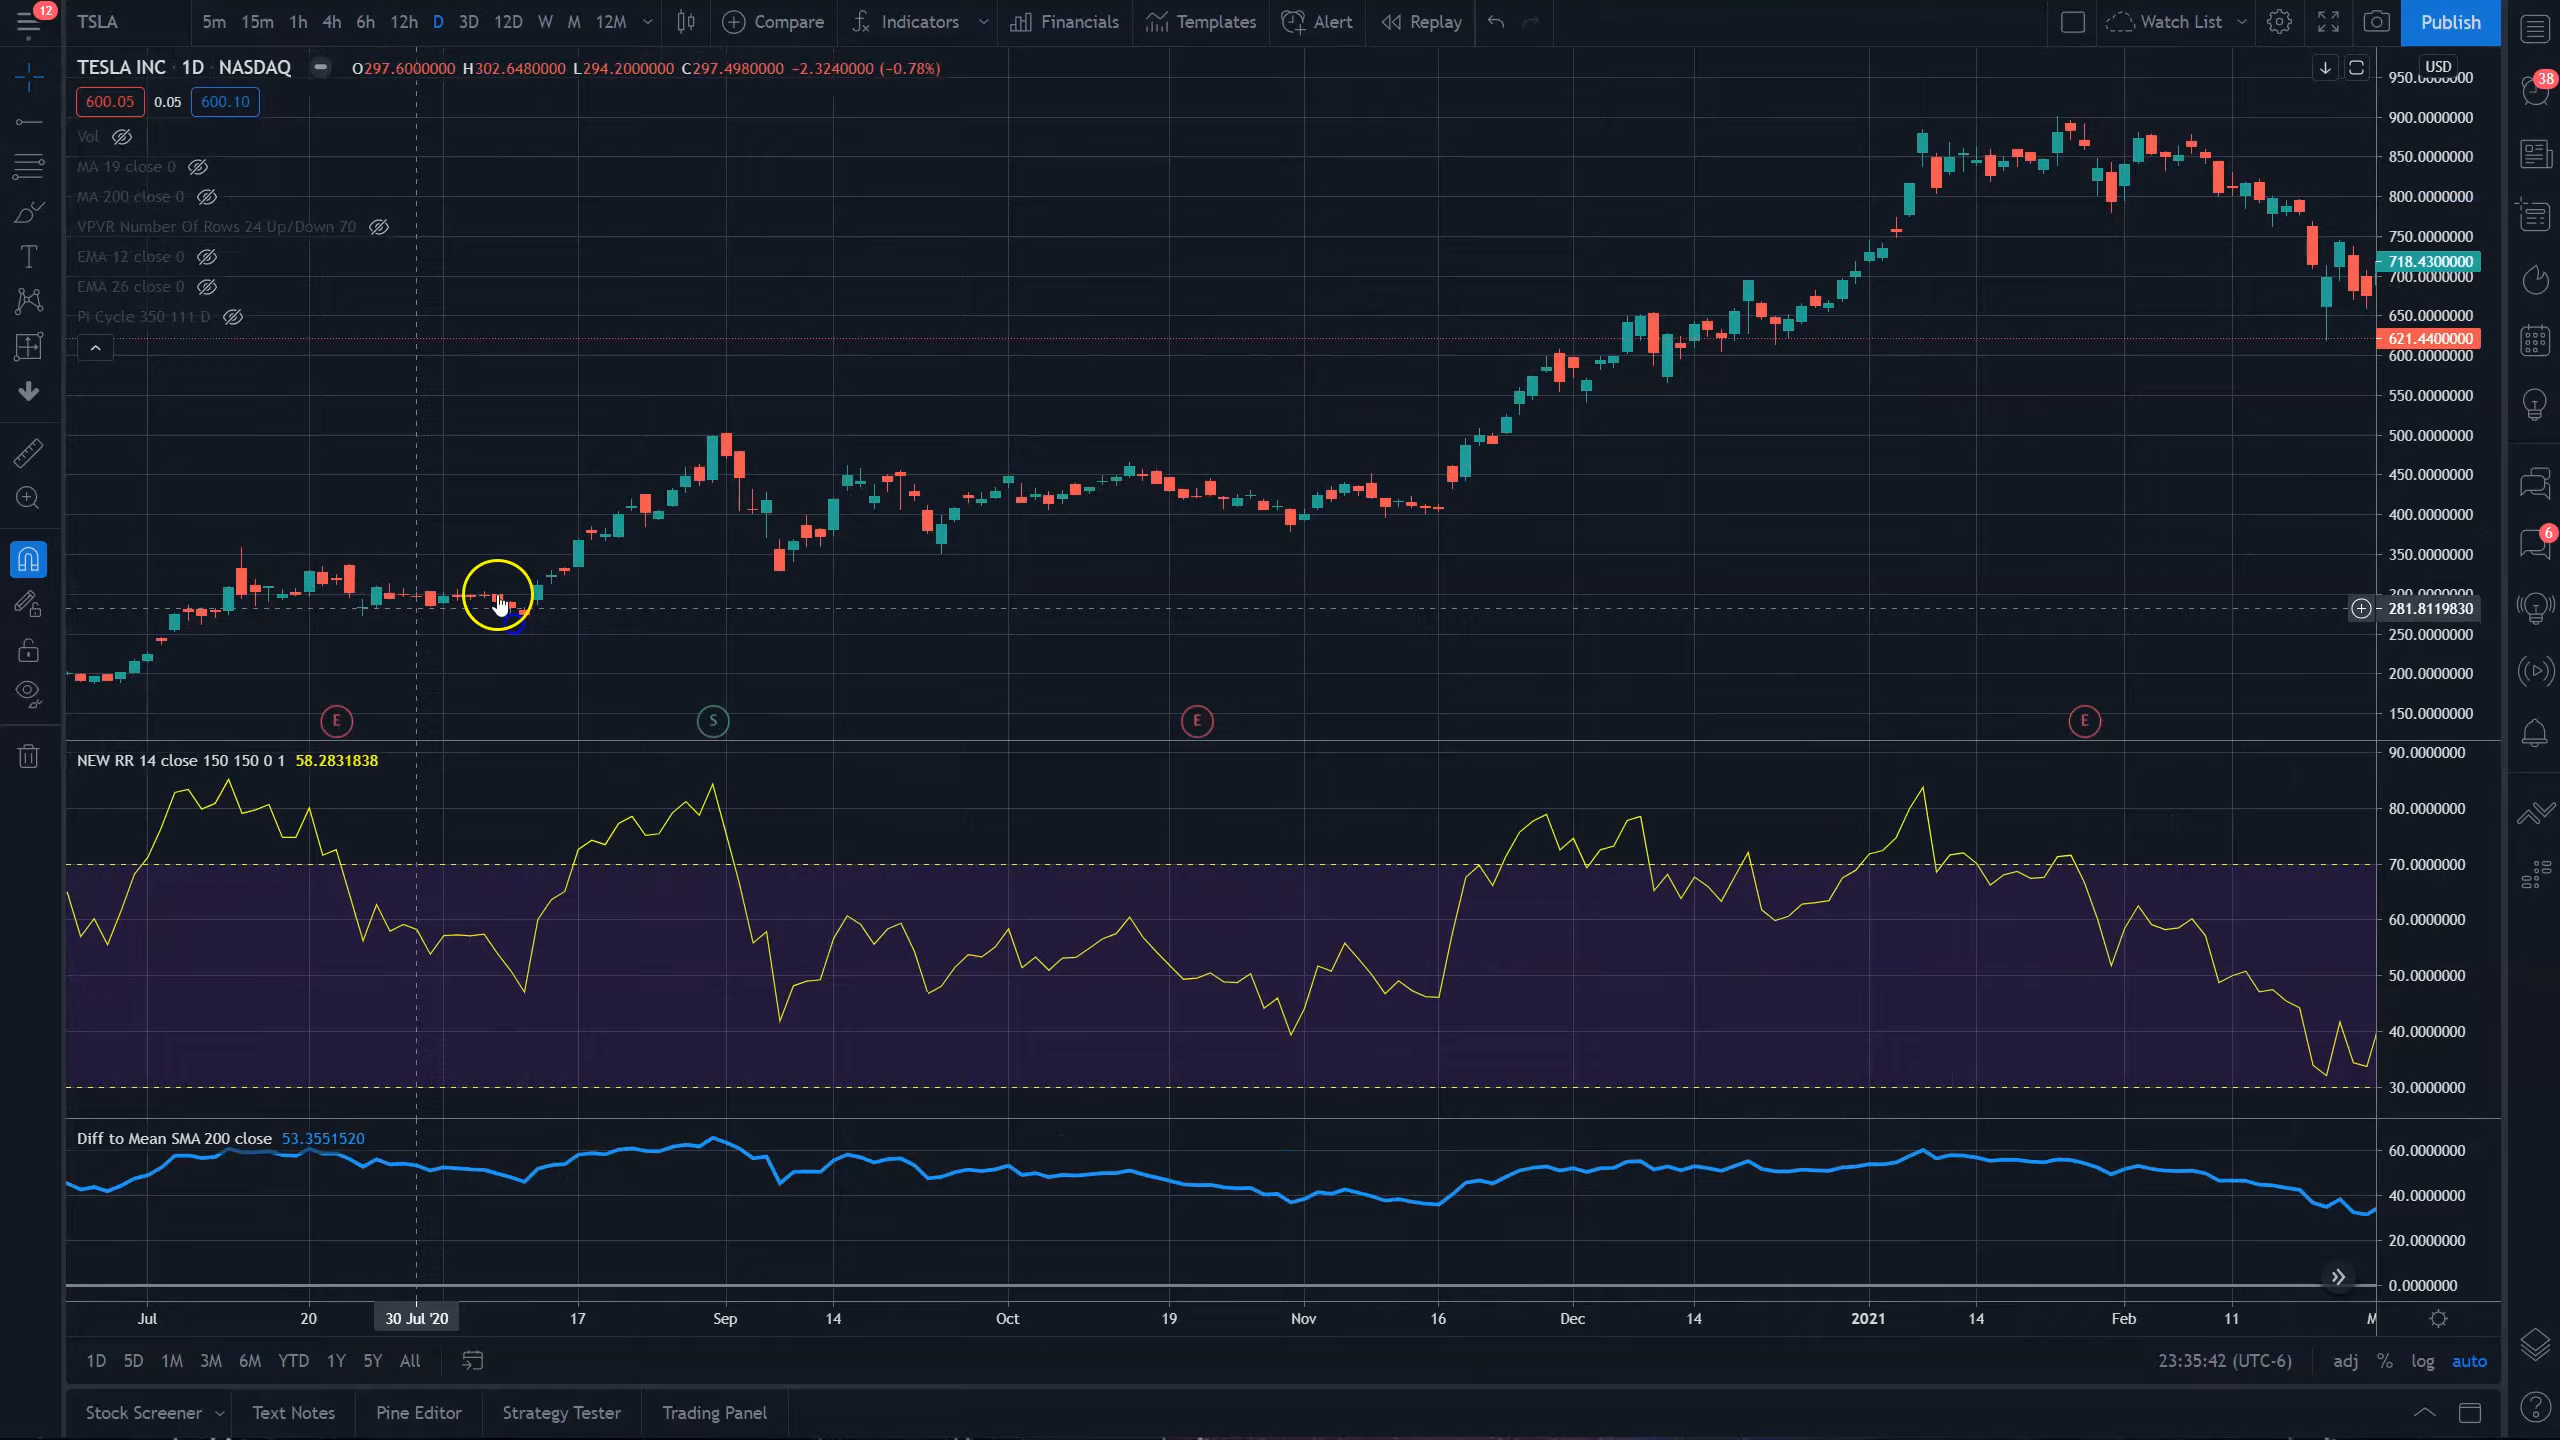 12
TSLA 5m 15m 1h 4h 6h 12h D 3D 12D W M 12M Compare Indicators Financials Templates Alert Replay Watch List Publish
TESLA INC · 1D · NASDAQ O297.6000000 H302.6480000 L294.2000000 C297.4980000 −2.3240000 (−0.78%)
USD
600.05 0.05 600.10
Vol
MA 19 close 0
MA 200 close 0
VPVR Number Of Rows 24 Up/Down 70
EMA 12 close 0
EMA 26 close 0
Pi Cycle 350 111 D
38
900.0000000
850.0000000
800.0000000
750.0000000
718.4300000
700.0000000
650.0000000
621.4400000
600.0000000
550.0000000
500.0000000
450.0000000
400.0000000
6
350.0000000
281.8119830
250.0000000
200.0000000
150.0000000
E S E E
NEW RR 14 close 150 150 0 1 58.2831838
90.0000000
80.0000000
70.0000000
60.0000000
50.0000000
40.0000000
30.0000000
Diff to Mean SMA 200 close 53.3551520
60.0000000
40.0000000
20.0000000
0.0000000
Jul 20 30 Jul '20 17 Sep 14 Oct 19 Nov 16 Dec 14 2021 14 Feb 11
1D 5D 1M 3M 6M YTD 1Y 5Y All 23:35:42 (UTC-6) adj % log auto
Stock Screener Text Notes Pine Editor Strategy Tester Trading Panel